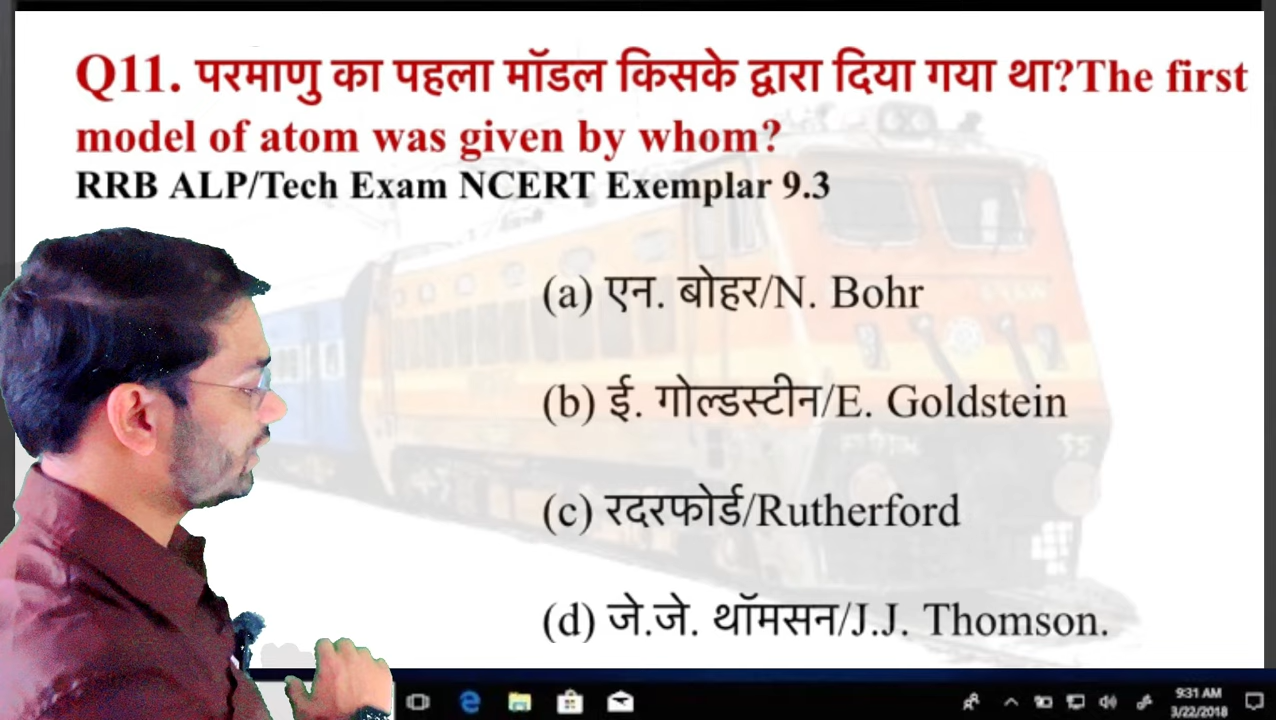 Q11. परमाणु का पहला मॉडल किसके द्वारा दिया गया था?The first
model of atom was given by whom?
RRB ALP/Tech Exam NCERT Exemplar 9.3
(a) एन. बोहर/N. Bohr
(b) ई. गोल्डस्टीन/E. Goldstein
(c) रदरफोर्ड/Rutherford
(d) जे.जे. थॉमसन/J.J. Thomson.
9:31 AM
3/22/2018